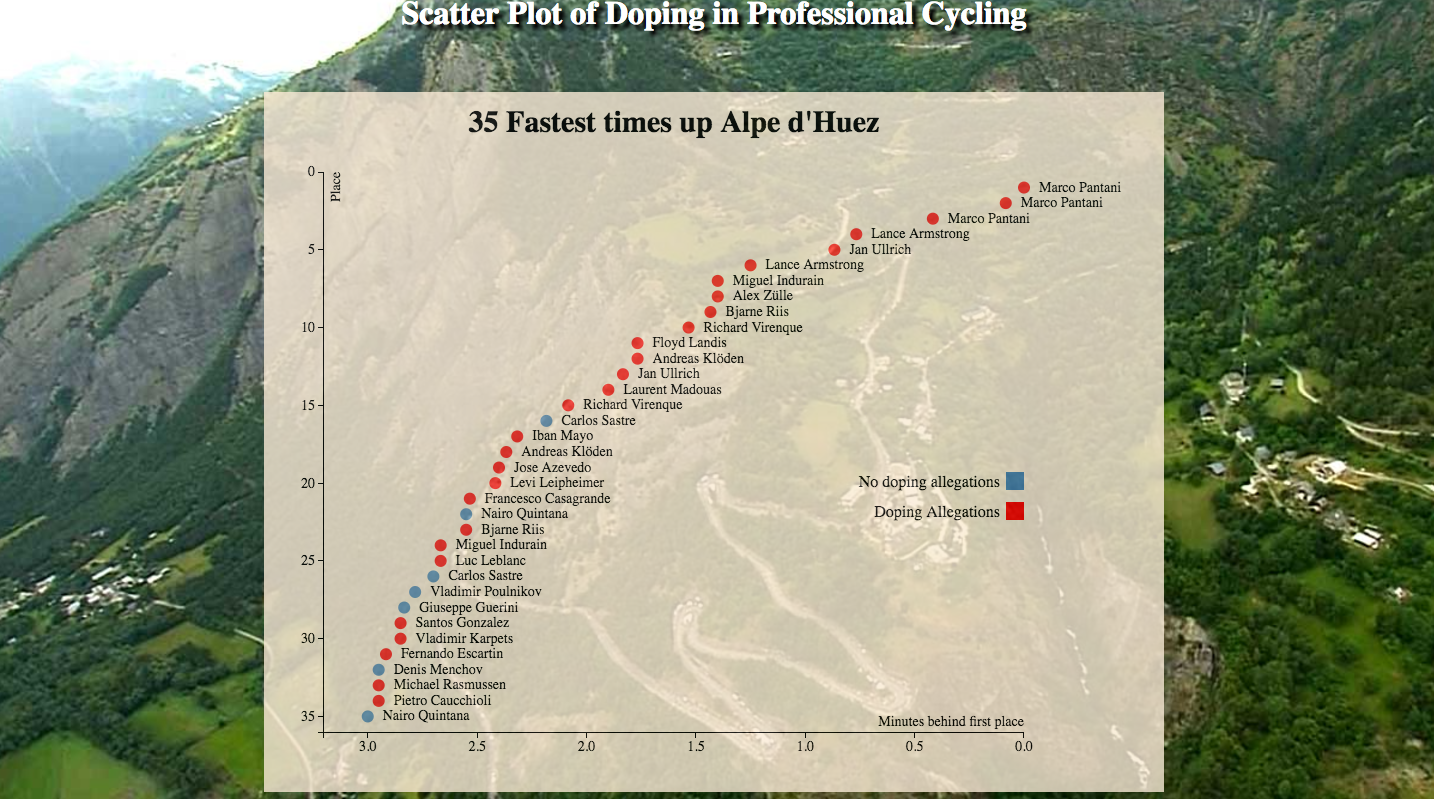 Scatter Plot of Doping in Professional Cycling
35 Fastest times up Alpe d'Huez
0
Place
Marco Pantani
Marco Pantani
Marco Pantani
Lance Armstrong
5
Jan Ullrich
Lance Armstrong
Miguel Indurain
Alex Zülle
Bjarne Riis
10
Richard Virenque
Floyd Landis
Andreas Klöden
Jan Ullrich
Laurent Madouas
15
Richard Virenque
Carlos Sastre
Iban Mayo
Andreas Klöden
Jose Azevedo
20
Levi Leipheimer
No doping allegations
Francesco Casagrande
Doping Allegations
Nairo Quintana
Bjarne Riis
Miguel Indurain
25
Luc Leblanc
Carlos Sastre
Vladimir Poulnikov
Giuseppe Guerini
Santos Gonzalez
30
Vladimir Karpets
Fernando Escartin
Denis Menchov
Michael Rasmussen
Pietro Caucchioli
35
Nairo Quintana
Minutes behind first place
3.0 2.5 2.0 1.5 1.0 0.5 0.0